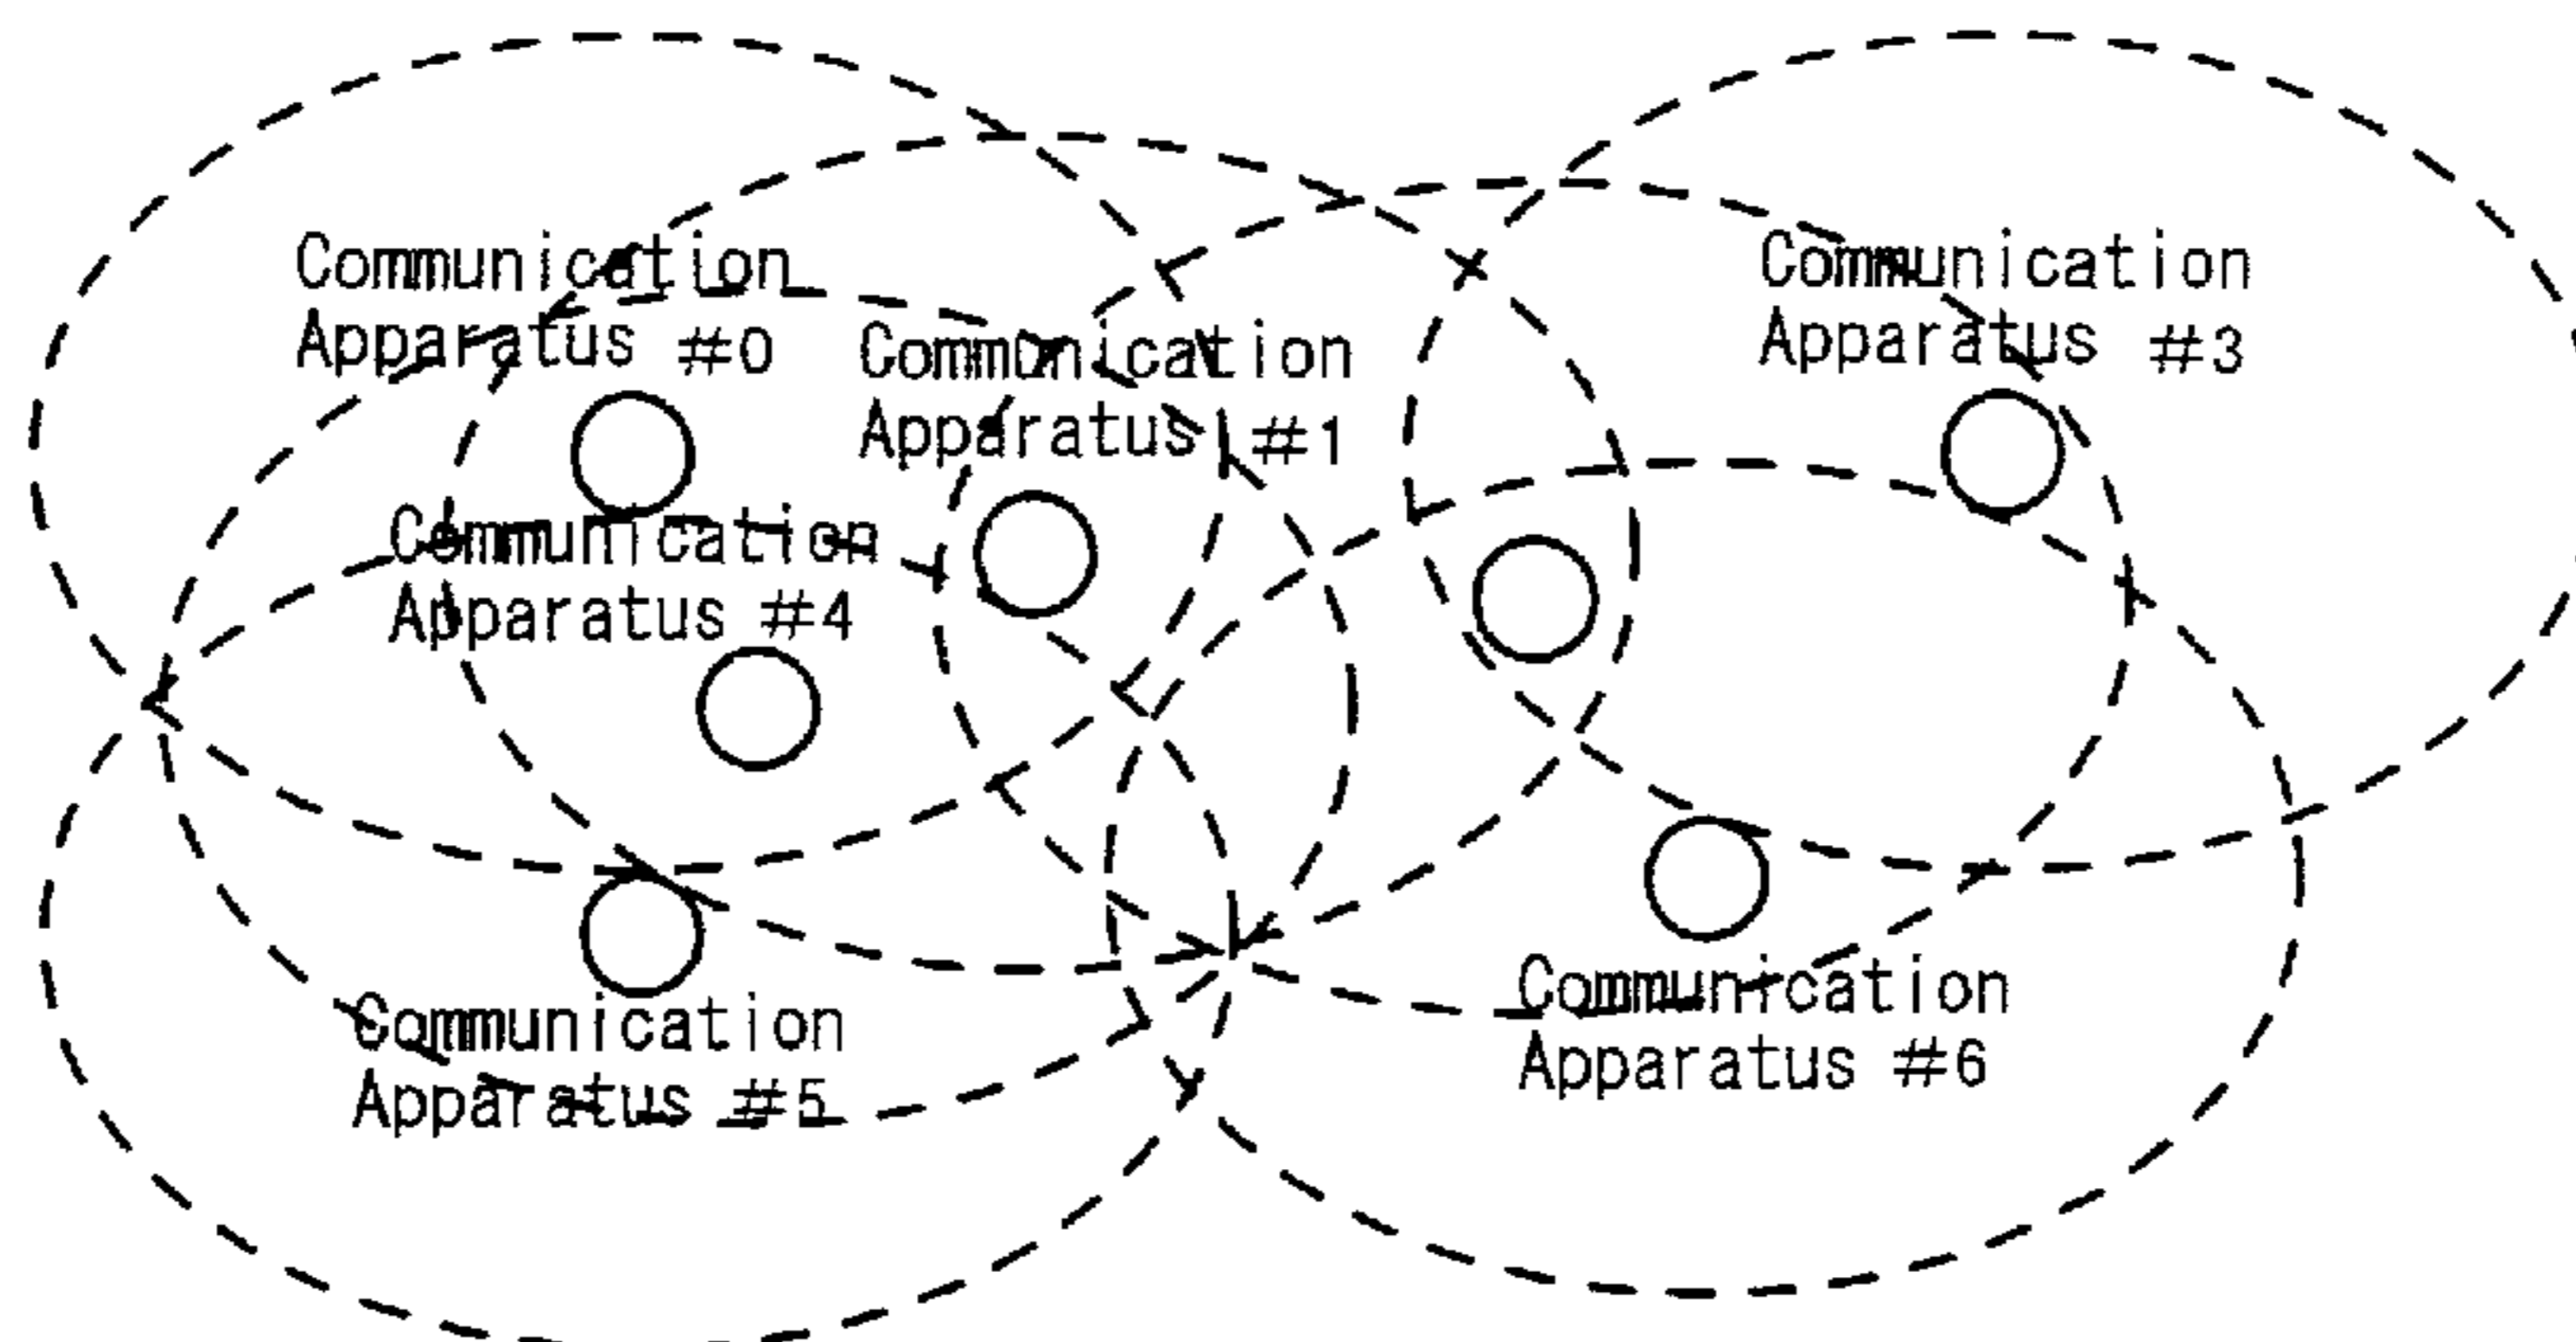 Communication
Apparatus #0
Communication
Apparatus #1
Communication
Apparatus #3
Communication
Apparatus #4
Communication
Apparatus #5
Communication
Apparatus #6